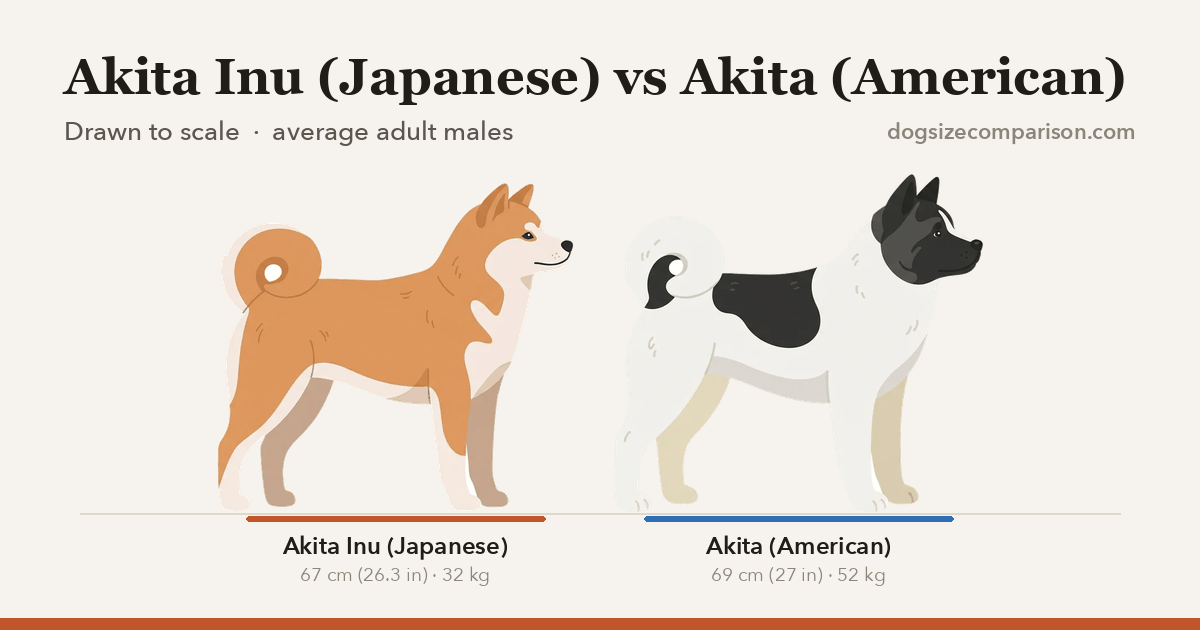 Akita Inu (Japanese) vs Akita (American)
Drawn to scale · average adult males
dogsizecomparison.com
Akita Inu (Japanese)
67 cm (26.3 in) · 32 kg
Akita (American)
69 cm (27 in) · 52 kg